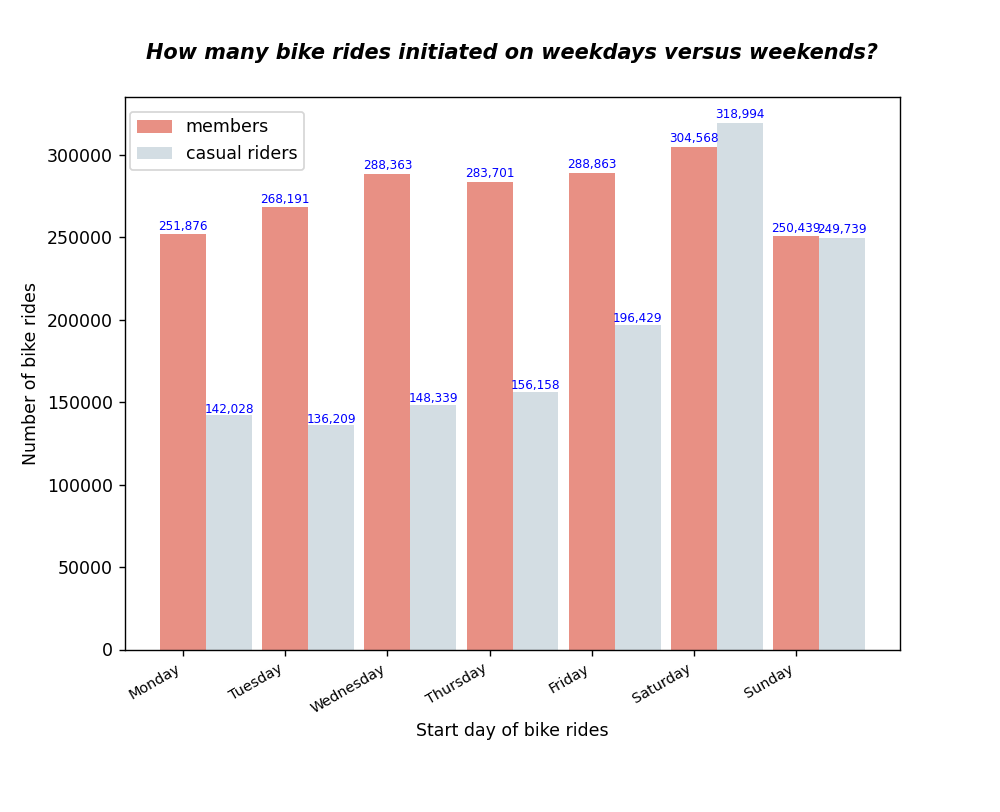 How many bike rides initiated on weekdays versus weekends?
members
casual riders
Number of bike rides
300000
250000
200000
150000
100000
50000
0
251,876
142,028
268,191
136,209
288,363
148,339
283,701
156,158
288,863
196,429
304,568
318,994
250,439
249,739
Monday
Tuesday
Wednesday
Thursday
Friday
Saturday
Sunday
Start day of bike rides